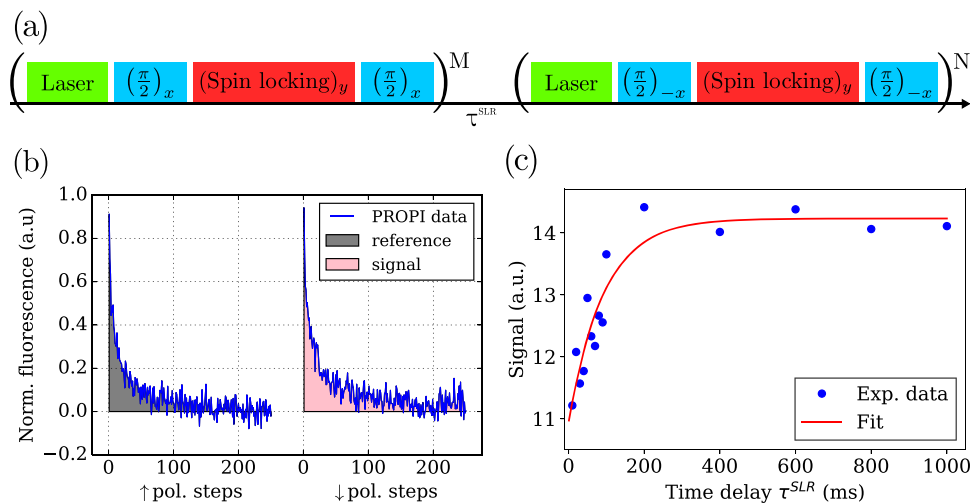 (a)
( Laser (π/2)x (Spin locking)y (π/2)x )M τSLR ( Laser (π/2)−x (Spin locking)y (π/2)−x )N
(b)
Norm. fluorescence (a.u)
1.0
0.8
0.6
0.4
0.2
0.0
−0.2
PROPI data
reference
signal
0 100 200 0 100 200
↑ pol. steps ↓ pol. steps
(c)
Signal (a.u.)
14
13
12
11
Exp. data
Fit
0 200 400 600 800 1000
Time delay τSLR (ms)